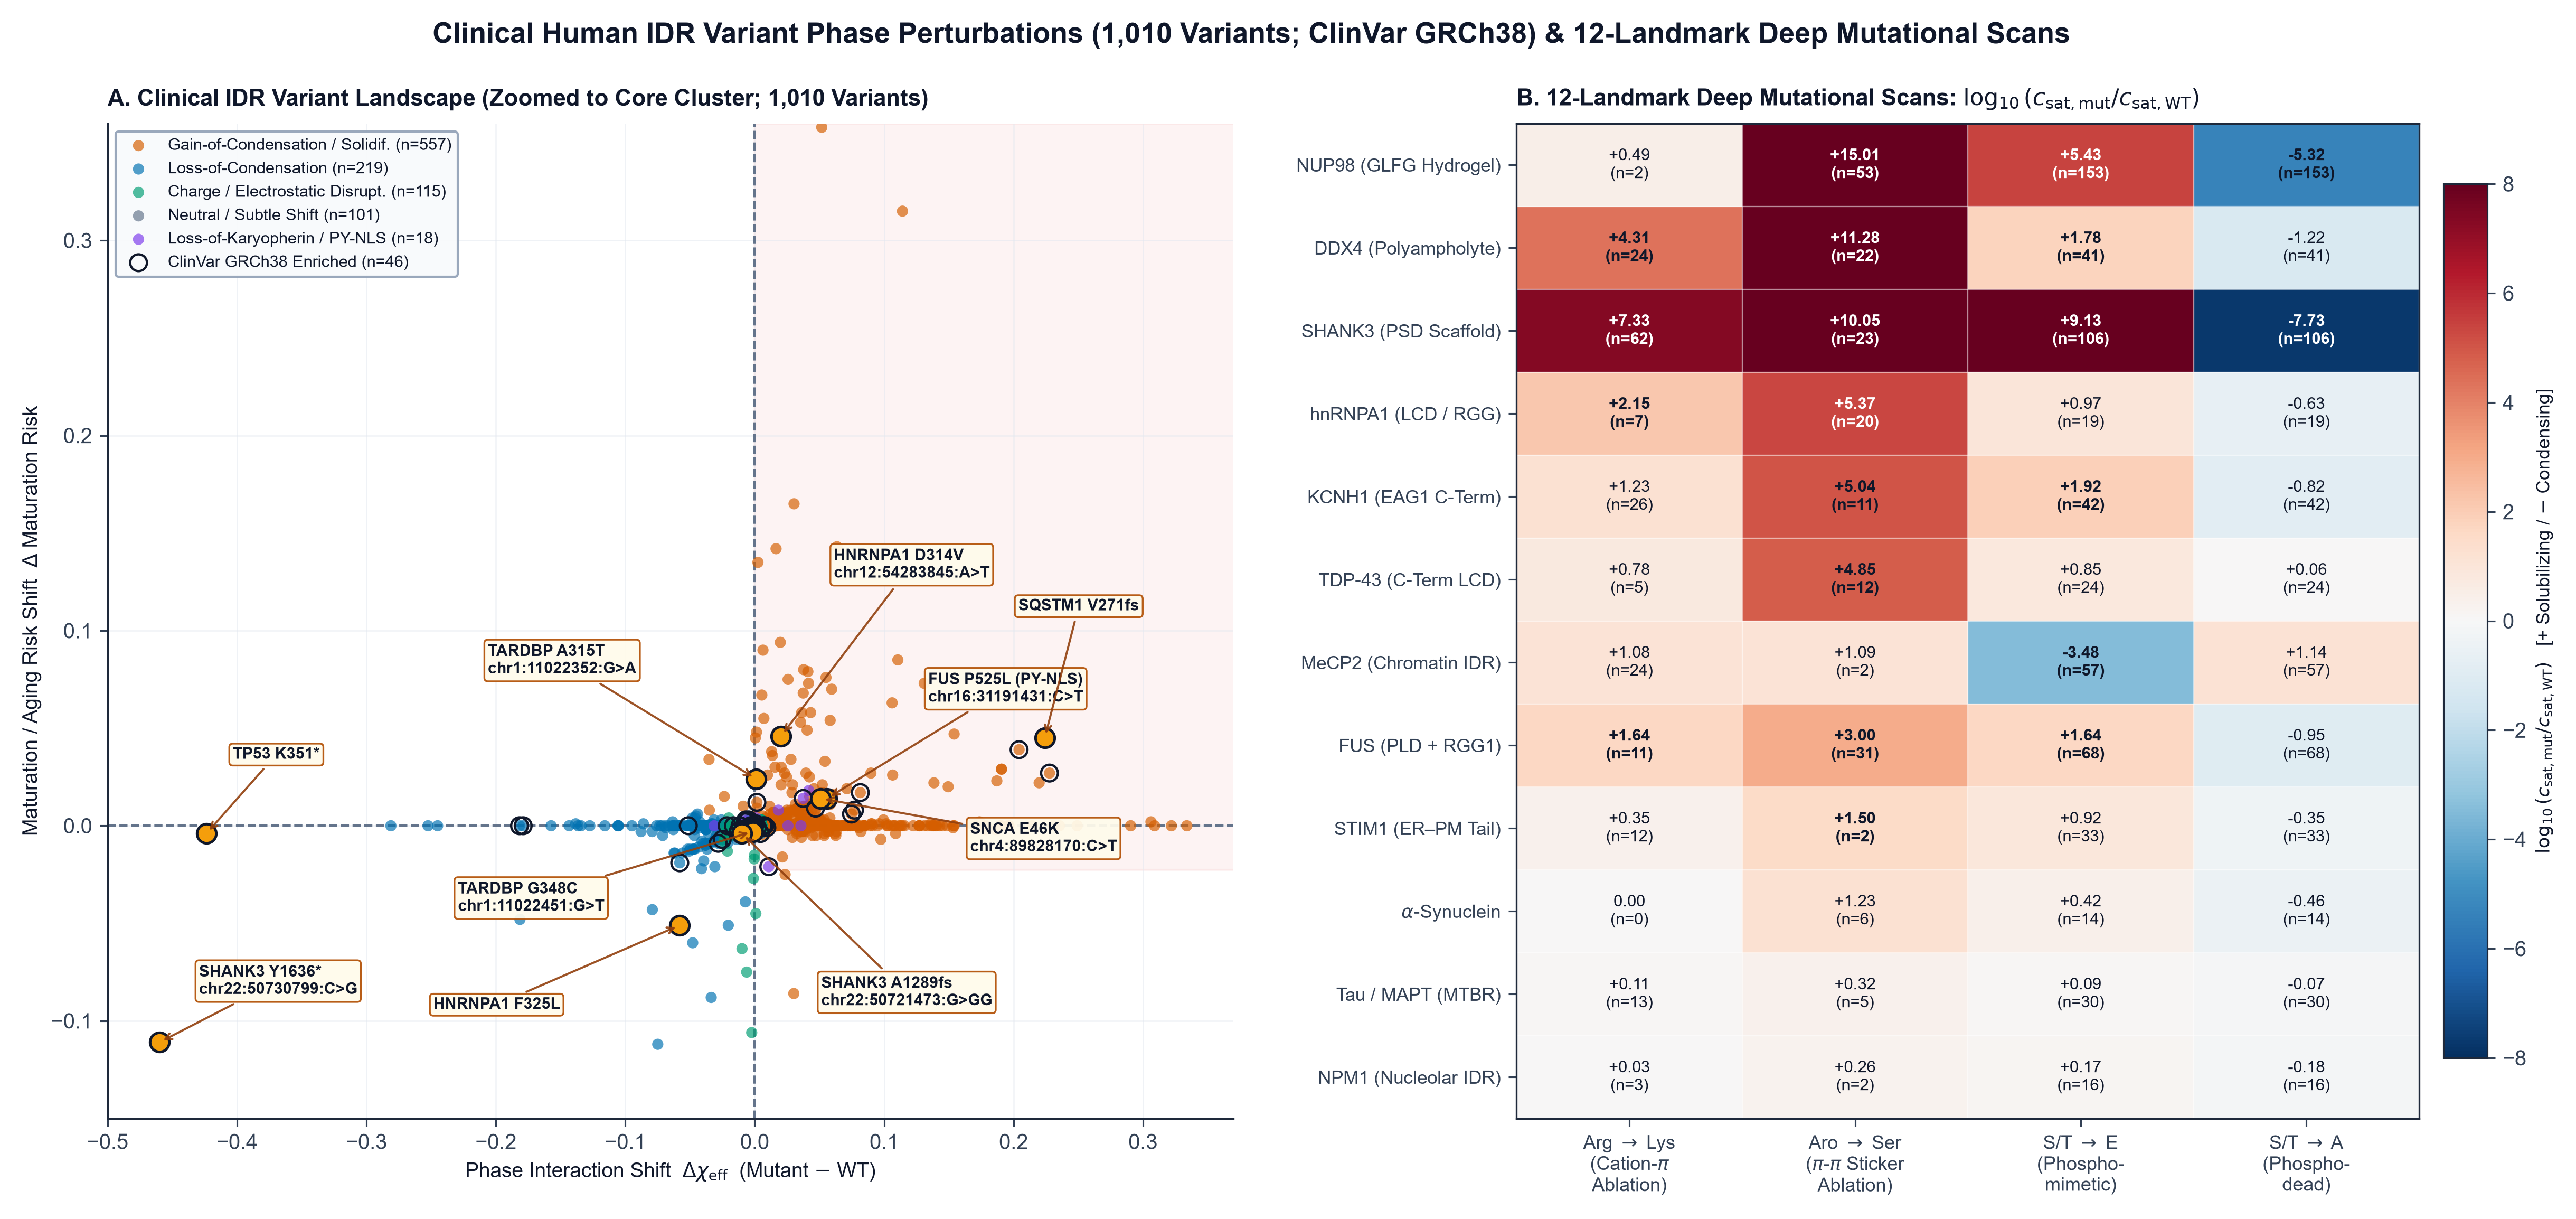 Clinical Human IDR Variant Phase Perturbations (1,010 Variants; ClinVar GRCh38) & 12-Landmark Deep Mutational Scans
A. Clinical IDR Variant Landscape (Zoomed to Core Cluster; 1,010 Variants)
Gain-of-Condensation / Solidif. (n=557)
Loss-of-Condensation (n=219)
Charge / Electrostatic Disrupt. (n=115)
Neutral / Subtle Shift (n=101)
Loss-of-Karyopherin / PY-NLS (n=18)
ClinVar GRCh38 Enriched (n=46)
Maturation / Aging Risk Shift Δ Maturation Risk
0.3
0.2
0.1
0.0
−0.1
HNRNPA1 D314V
chr12:54283845:A>T
SQSTM1 V271fs
TARDBP A315T
chr1:11022352:G>A
FUS P525L (PY-NLS)
chr16:31191431:C>T
TP53 K351*
SNCA E46K
chr4:89828170:C>T
TARDBP G348C
chr1:11022451:G>T
SHANK3 Y1636*
chr22:50730799:C>G
HNRNPA1 F325L
SHANK3 A1289fs
chr22:50721473:G>GG
−0.5 −0.4 −0.3 −0.2 −0.1 0.0 0.1 0.2 0.3
Phase Interaction Shift Δχeff (Mutant − WT)
B. 12-Landmark Deep Mutational Scans: log10 (csat, mut/csat, WT)
NUP98 (GLFG Hydrogel)
+0.49 +15.01 +5.43 -5.32
(n=2) (n=53) (n=153) (n=153)
DDX4 (Polyampholyte)
+4.31 +11.28 +1.78 -1.22
(n=24) (n=22) (n=41) (n=41)
SHANK3 (PSD Scaffold)
+7.33 +10.05 +9.13 -7.73
(n=62) (n=23) (n=106) (n=106)
hnRNPA1 (LCD / RGG)
+2.15 +5.37 +0.97 -0.63
(n=7) (n=20) (n=19) (n=19)
KCNH1 (EAG1 C-Term)
+1.23 +5.04 +1.92 -0.82
(n=26) (n=11) (n=42) (n=42)
TDP-43 (C-Term LCD)
+0.78 +4.85 +0.85 +0.06
(n=5) (n=12) (n=24) (n=24)
MeCP2 (Chromatin IDR)
+1.08 +1.09 -3.48 +1.14
(n=24) (n=2) (n=57) (n=57)
FUS (PLD + RGG1)
+1.64 +3.00 +1.64 -0.95
(n=11) (n=31) (n=68) (n=68)
STIM1 (ER–PM Tail)
+0.35 +1.50 +0.92 -0.35
(n=12) (n=2) (n=33) (n=33)
α-Synuclein
0.00 +1.23 +0.42 -0.46
(n=0) (n=6) (n=14) (n=14)
Tau / MAPT (MTBR)
+0.11 +0.32 +0.09 -0.07
(n=13) (n=5) (n=30) (n=30)
NPM1 (Nucleolar IDR)
+0.03 +0.26 +0.17 -0.18
(n=3) (n=2) (n=16) (n=16)
Arg → Lys Aro → Ser S/T → E S/T → A
(Cation-π (π-π Sticker (Phospho- (Phospho-
Ablation) Ablation) mimetic) dead)
8
6
4
2
0
−2
−4
−6
−8
log10 (csat, mut/csat, WT) [+ Solubilizing / − Condensing]